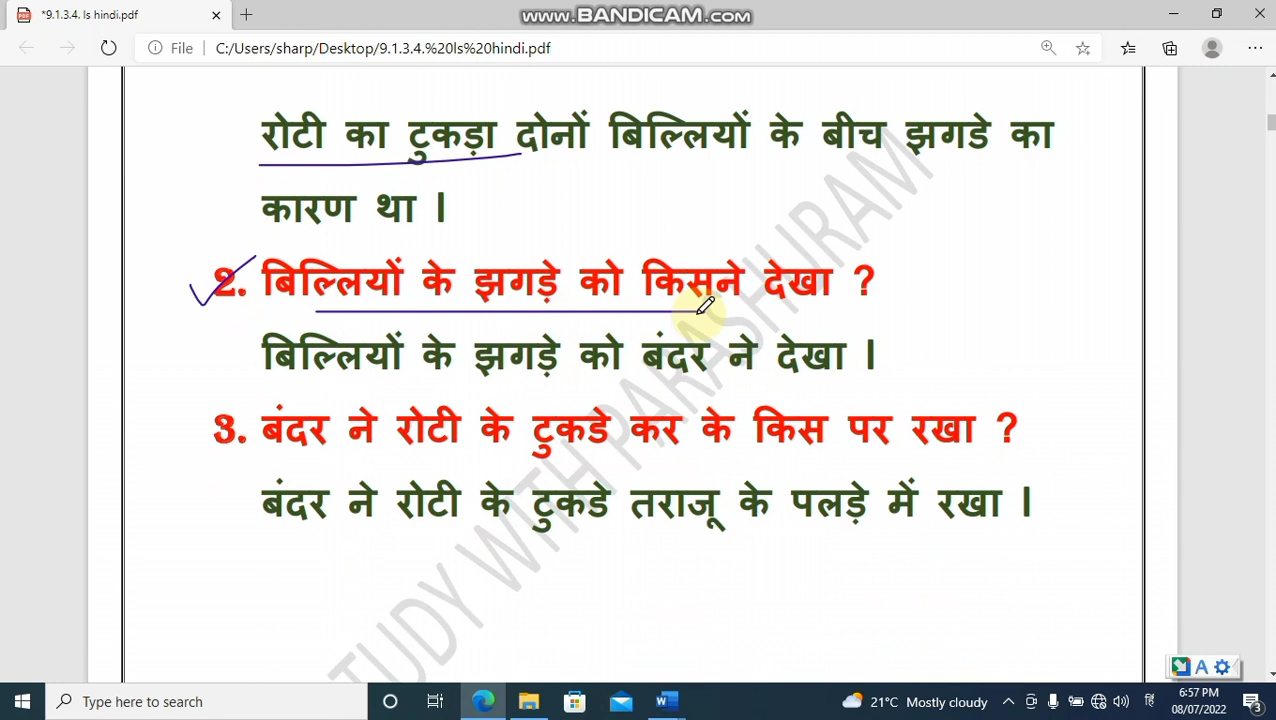 *9.1.3.4. ls hindi.pdf
WWW.BANDICAM.COM
File
C:/Users/sharp/Desktop/9.1.3.4.%20ls%20hindi.pdf
रोटी का टुकड़ा दोनों बिल्लियों के बीच झगडे का
कारण था |
2. बिल्लियों के झगड़े को किसने देखा ?
बिल्लियों के झगड़े को बंदर ने देखा |
3. बंदर ने रोटी के टुकडे कर के किस पर रखा ?
बंदर ने रोटी के टुकडे तराजू के पलड़े में रखा |
STUDY WITH PARASHURAM
A
Type here to search
21°C Mostly cloudy
हि
6:57 PM
08/07/2022
3